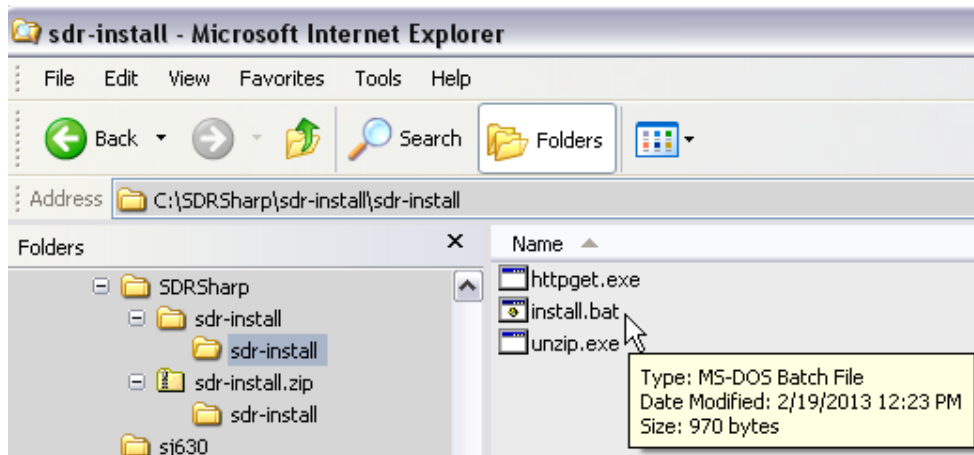 sdr-install - Microsoft Internet Explorer
File Edit View Favorites Tools Help
Back Search Folders
Address C:\SDRSharp\sdr-install\sdr-install
Folders
SDRSharp
sdr-install
sdr-install
sdr-install.zip
sdr-install
sj630
Name
httpget.exe
install.bat
unzip.exe
Type: MS-DOS Batch File
Date Modified: 2/19/2013 12:23 PM
Size: 970 bytes